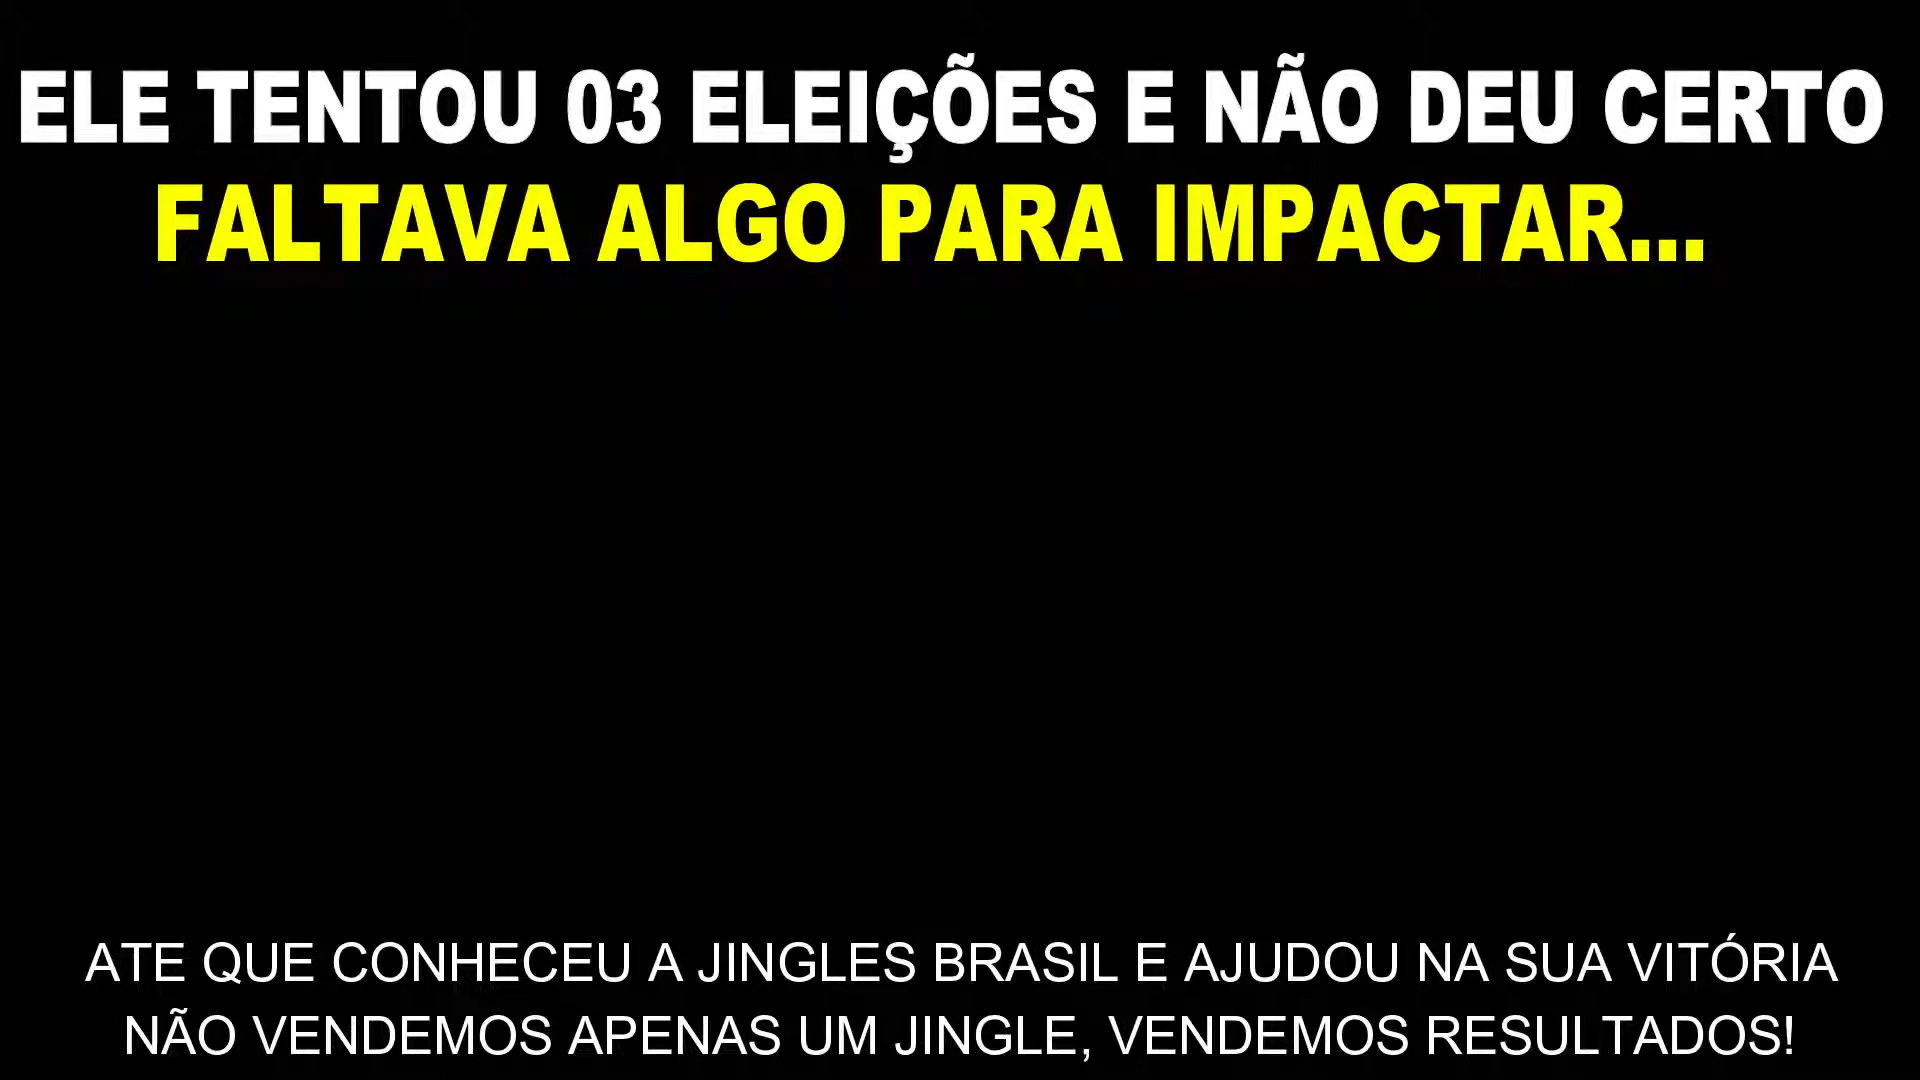 ELE TENTOU 03 ELEIÇÕES E NÃO DEU CERTO
FALTAVA ALGO PARA IMPACTAR...
ATE QUE CONHECEU A JINGLES BRASIL E AJUDOU NA SUA VITÓRIA
NÃO VENDEMOS APENAS UM JINGLE, VENDEMOS RESULTADOS!